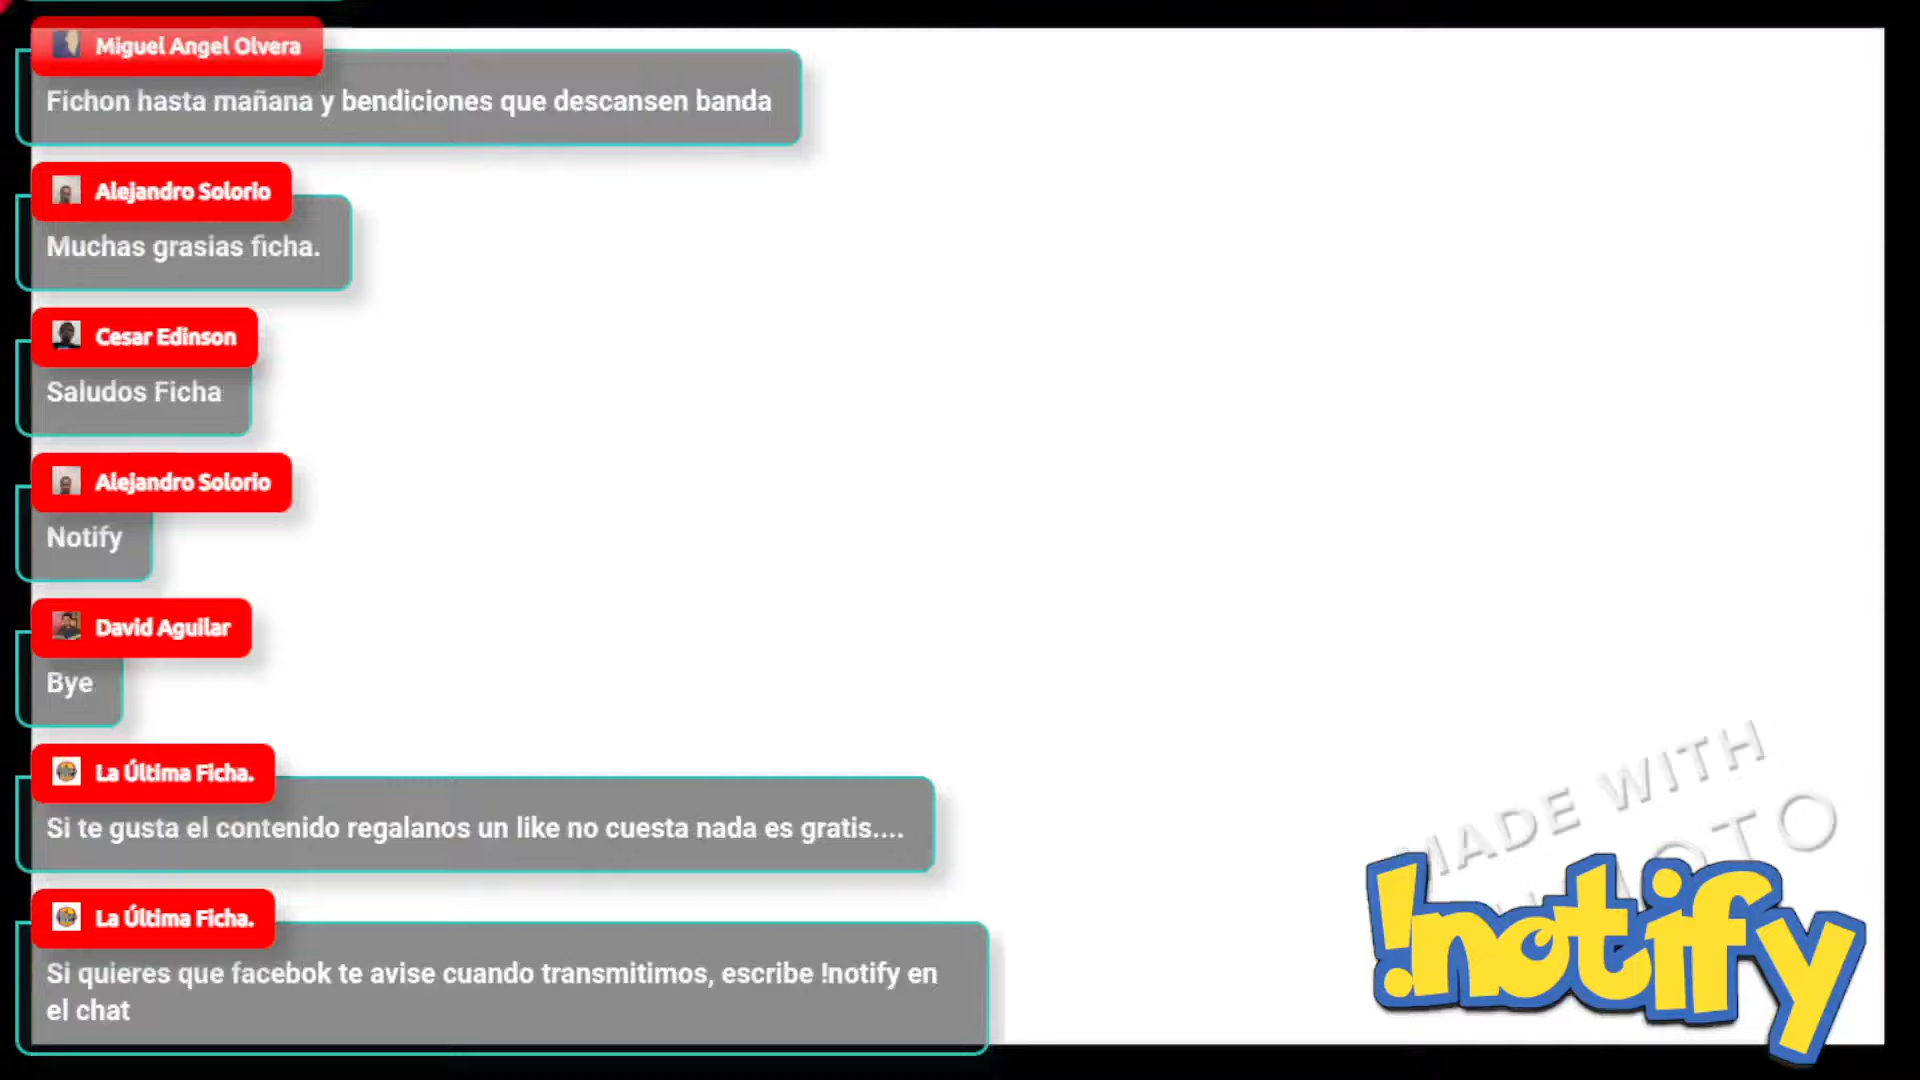 Miguel Angel Olvera
Fichon hasta mañana y bendiciones que descansen banda
Alejandro Solorio
Muchas grasias ficha.
Cesar Edinson
Saludos Ficha
Alejandro Solorio
Notify
David Aguilar
Bye
La Última Ficha.
Si te gusta el contenido regalanos un like no cuesta nada es gratis....
La Última Ficha.
Si quieres que facebok te avise cuando transmitimos, escribe !notify en
el chat
MADE WITH
!notify